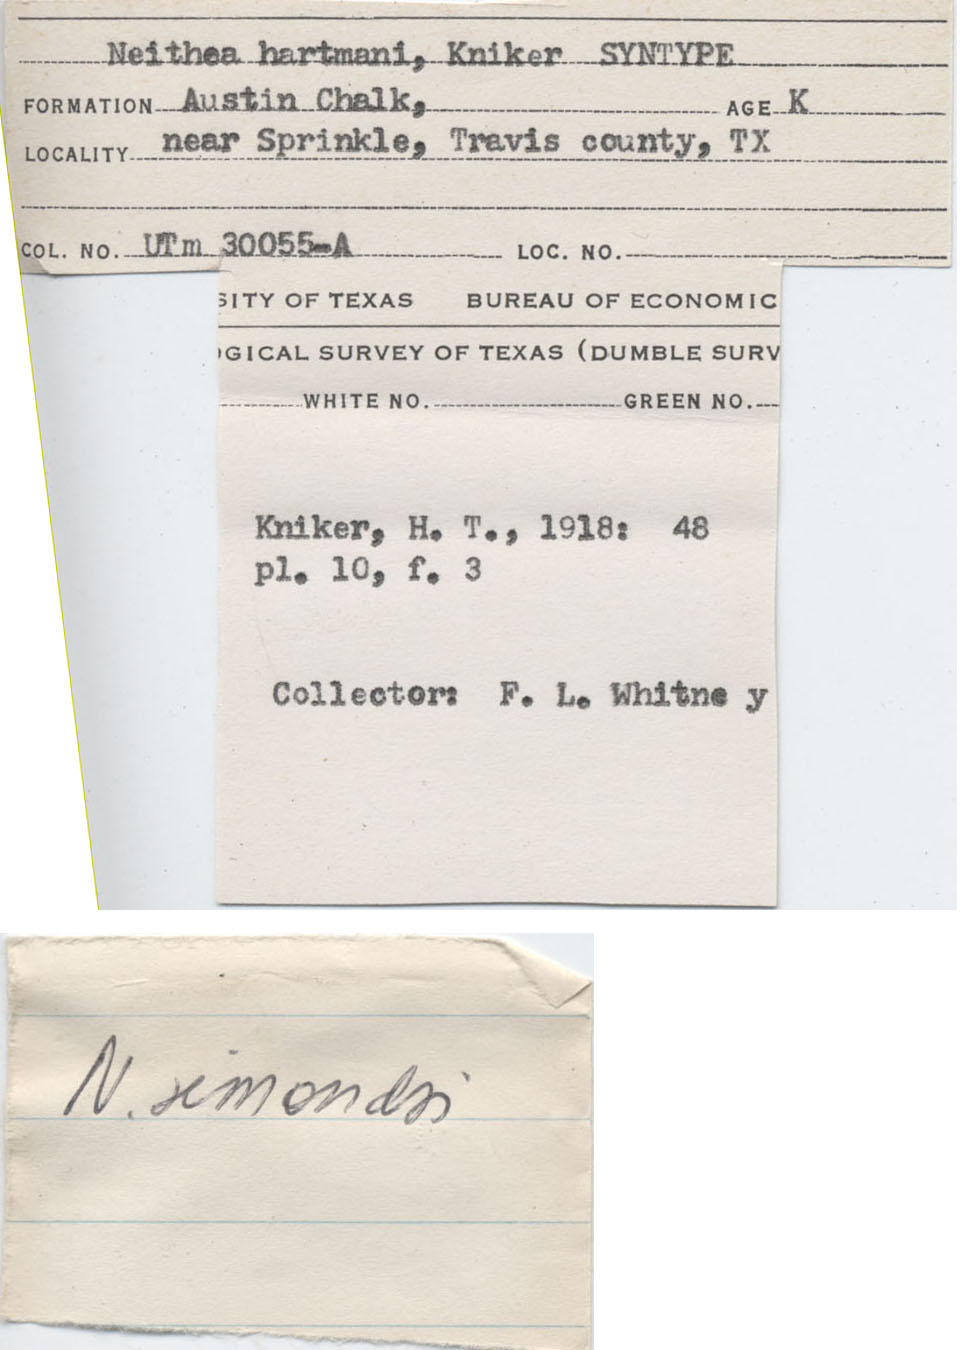 Neithea hartmani, Kniker SYNTYPE
FORMATION Austin Chalk, AGE K
LOCALITY near Sprinkle, Travis county, TX
COL. NO. UTm 30055-A LOC. NO.
SITY OF TEXAS BUREAU OF ECONOMIC
OGICAL SURVEY OF TEXAS (DUMBLE SURV
WHITE NO. GREEN NO.
Kniker, H. T., 1918: 48
pl. 10, f. 3
Collector: F. L. Whitne y
N. simondsi